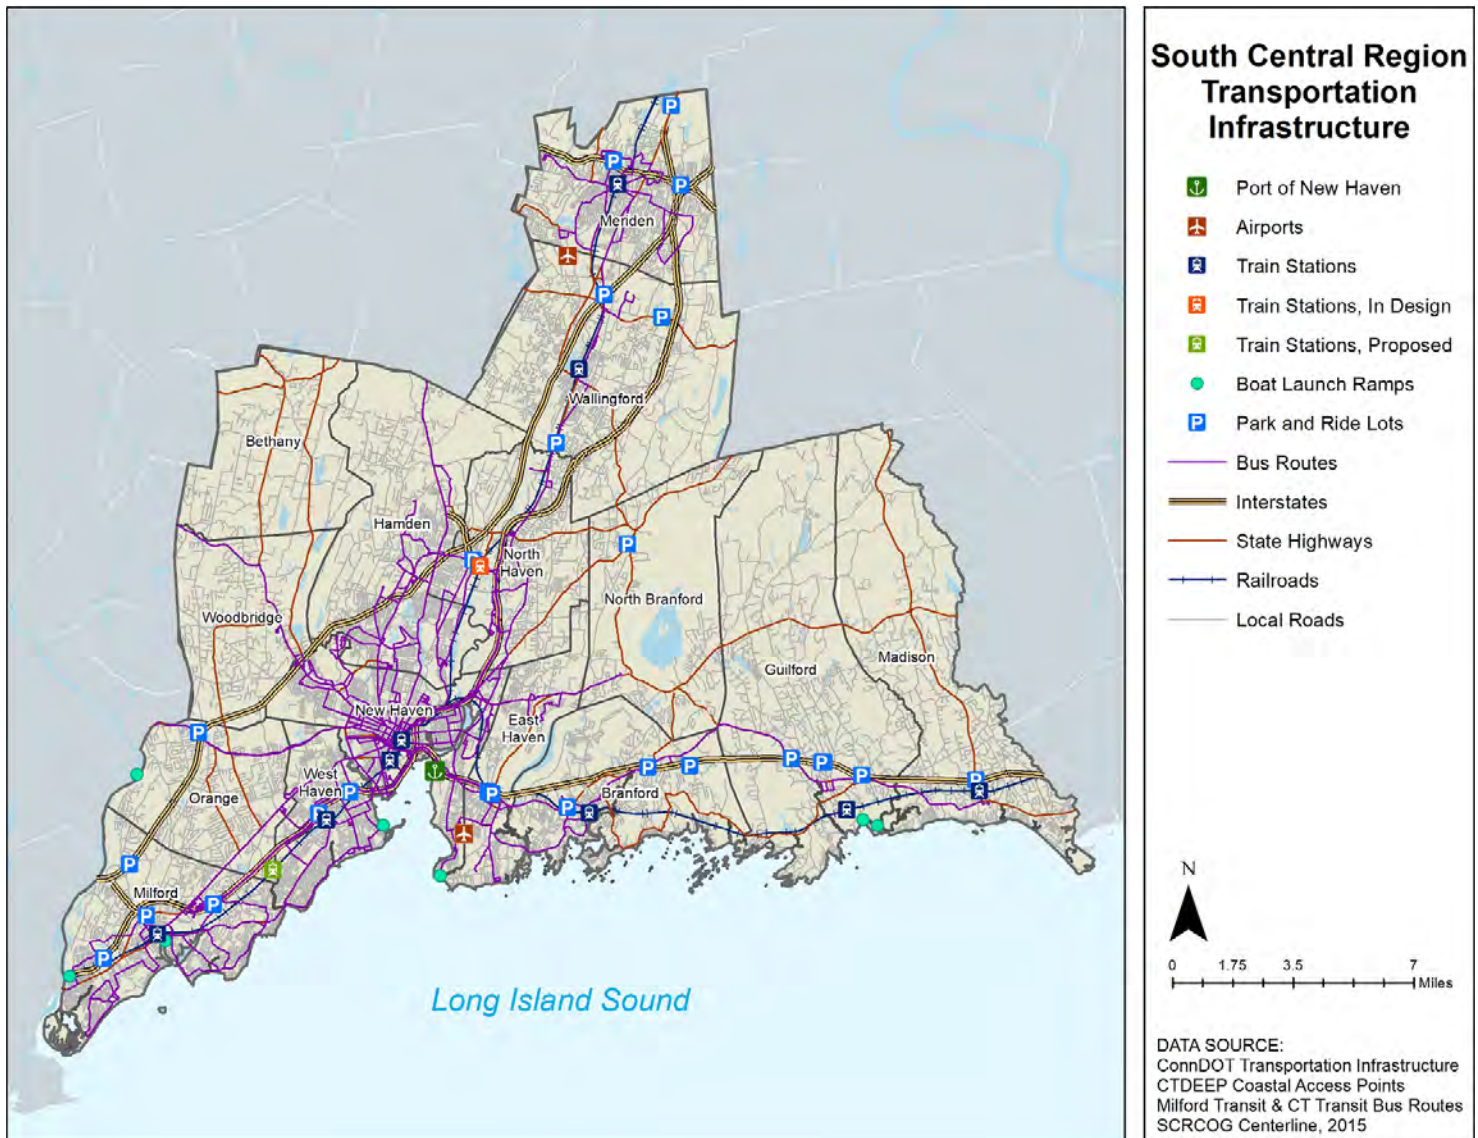 South Central Region
Transportation
Infrastructure
Port of New Haven
Airports
Train Stations
Train Stations, In Design
Train Stations, Proposed
Boat Launch Ramps
Park and Ride Lots
Bus Routes
Interstates
State Highways
Railroads
Local Roads
N
0 1.75 3.5 7
Miles
DATA SOURCE:
ConnDOT Transportation Infrastructure
CTDEEP Coastal Access Points
Milford Transit & CT Transit Bus Routes
SCRCOG Centerline, 2015
P
P
P
Meriden
P
P
Wallingford
Bethany
P
Hamden
P
North
Haven
P
North Branford
Woodbridge
Guilford
Madison
New Haven
East
Haven
P
West
Haven
P
P
P
P
P
P
Orange
P
P
Branford
P
P
P
P
Milford
P
P
P
Long Island Sound